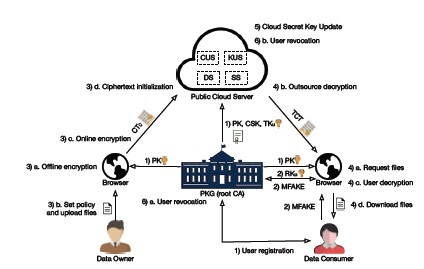 5) Cloud Secret Key Update
6) b. User revocation
CUS
KUS
DS
SS
Public Cloud Server
3) d. Ciphertext initialization
4) b. Outsource decryption
CTs
TCT
3) c. Online encryption
1) PK, CSK, TKs
3) a. Offline encryption
1) PK
1) PK
4) a. Request files
2) RK
Browser
PKG (root CA)
2) MFAKE
Browser
4) c. User decryption
3) b. Set policy
and upload files
6) a. User revocation
2) MFAKE
4) d. Download files
1) User registration
Data Owner
Data Consumer